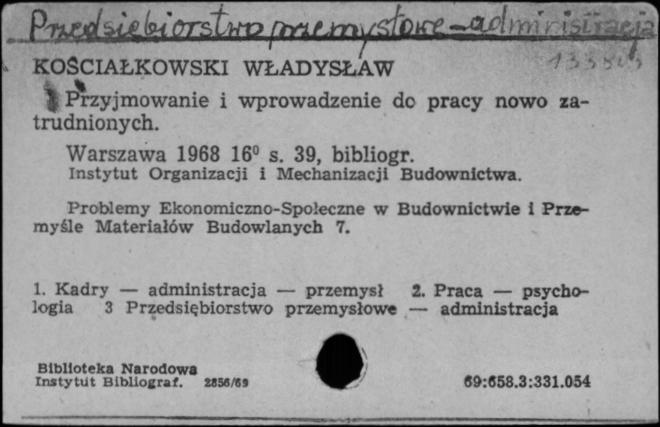 Przedsiębiorstwo przemysłowe - administracja
KOŚCIAŁKOWSKI WŁADYSŁAW
Przyjmowanie i wprowadzenie do pracy nowo za-
trudnionych.
Warszawa 1968 16⁰ s. 39, bibliogr.
Instytut Organizacji i Mechanizacji Budownictwa.
Problemy Ekonomiczno-Społeczne w Budownictwie i Prze-
myśle Materiałów Budowlanych 7.
1. Kadry — administracja — przemysł 2. Praca — psycho-
logia 3 Przedsiębiorstwo przemysłowe — administracja
Biblioteka Narodowa
Instytut Bibliograf. 2856/69
69:658.3:331.054